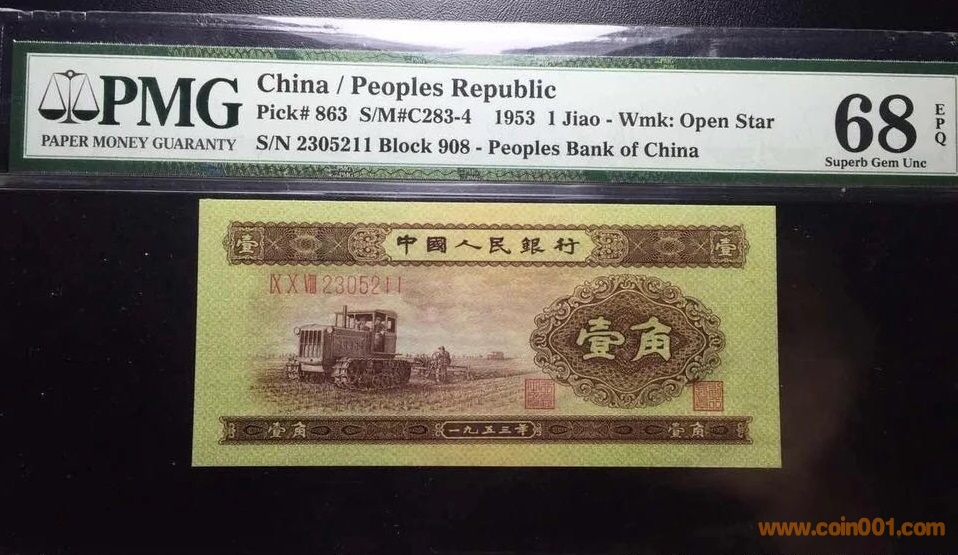 PMG
PAPER MONEY GUARANTY
China / Peoples Republic
Pick# 863 S/M#C283-4 1953 1 Jiao - Wmk: Open Star
S/N 2305211 Block 908 - Peoples Bank of China
68
EPQ
Superb Gem Unc
壹 中國人民銀行 壹
IX X VIII 2305211
壹角
壹角 一九五三年 壹角
www.coin001.com